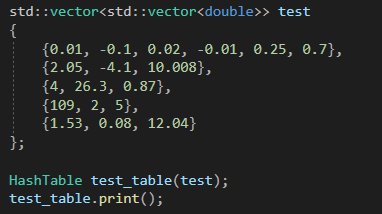 std::vector<std::vector<double>> test
{
{0.01, -0.1, 0.02, -0.01, 0.25, 0.7},
{2.05, -4.1, 10.008},
{4, 26.3, 0.87},
{109, 2, 5},
{1.53, 0.08, 12.04}
};
HashTable test_table(test);
test_table.print();